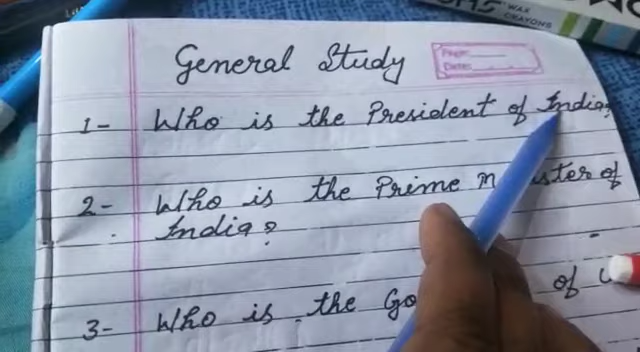 WAX
CRAYONS
General Study
Page:
Date:
1- Who is the President of India?
2- Who is the Prime of
India?
3- Who is the of